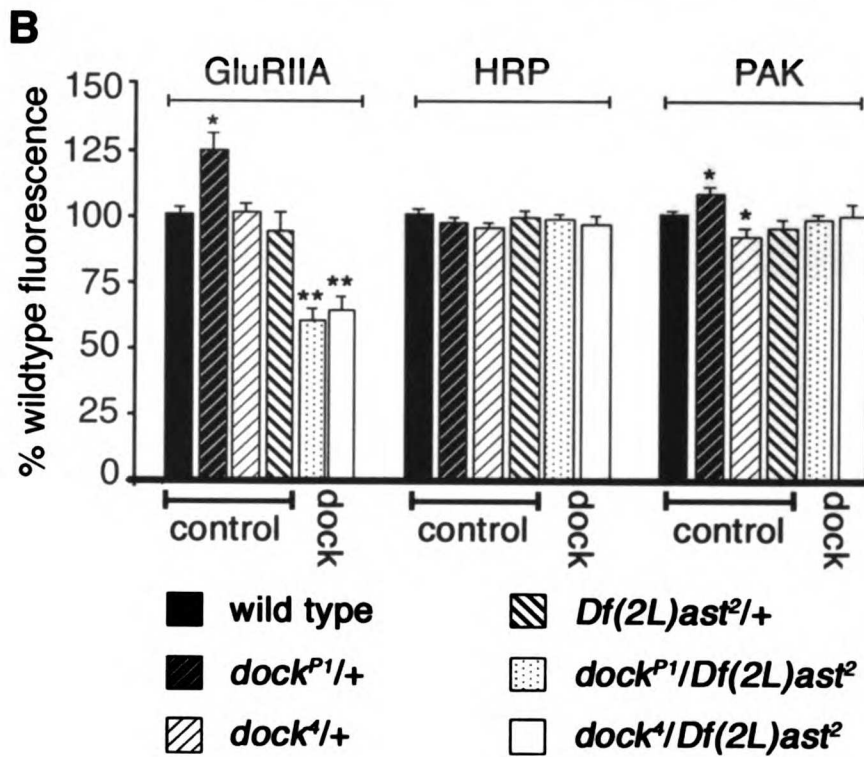 B
GluRIIA HRP PAK
% wildtype fluorescence
150
125
100
75
50
25
0
* ** ** * *
control dock control dock control dock
wild type
dockᴾ¹/+
dock⁴/+
Df(2L)ast²/+
dockᴾ¹/Df(2L)ast²
dock⁴/Df(2L)ast²